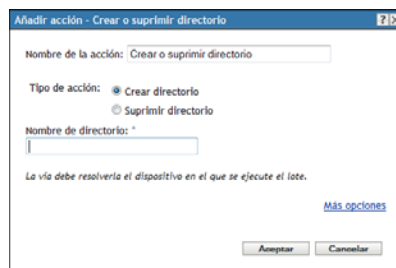 Añadir acción - Crear o suprimir directorio
Nombre de la acción: Crear o suprimir directorio
Tipo de acción: Crear directorio
Suprimir directorio
Nombre de directorio: *
La vía debe resolverla el dispositivo en el que se ejecute el lote.
Más opciones
Aceptar Cancelar